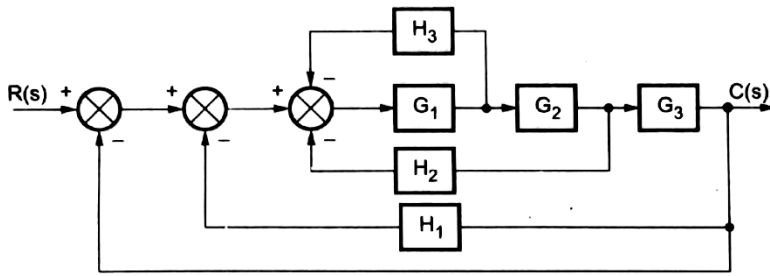 H3
R(s) + + + − G1 G2 G3 C(s)
− − −
H2
H1